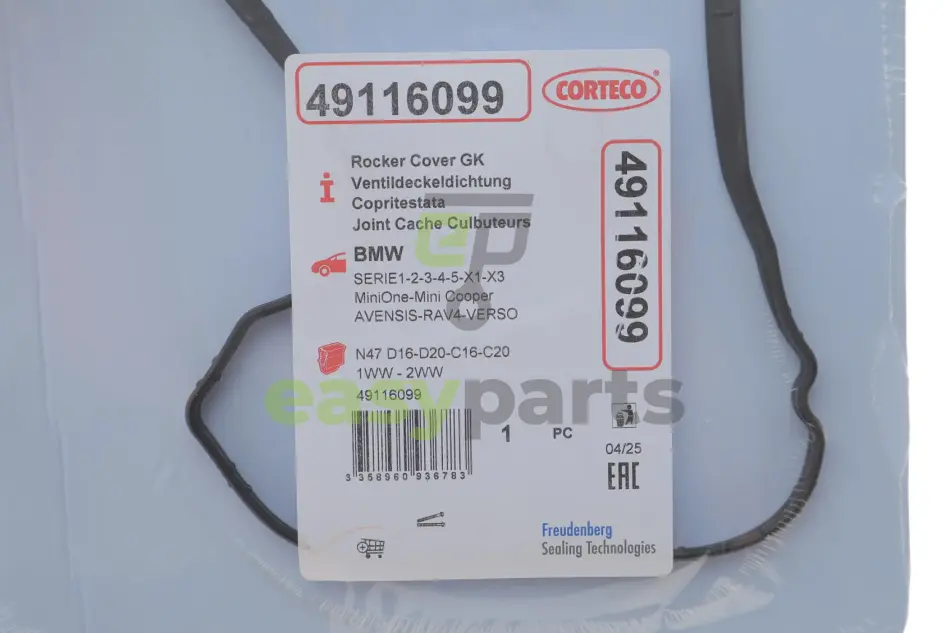 49116099
CORTECO
49116099
Rocker Cover GK
Ventildeckeldichtung
Copritestata
Joint Cache Culbuteurs
BMW
SERIE1-2-3-4-5-X1-X3
MiniOne-Mini Cooper
AVENSIS-RAV4-VERSO
N47 D16-D20-C16-C20
1WW - 2WW
49116099
easyparts
1 PC
3 358960 936783
04/25
EAC
Freudenberg
Sealing Technologies